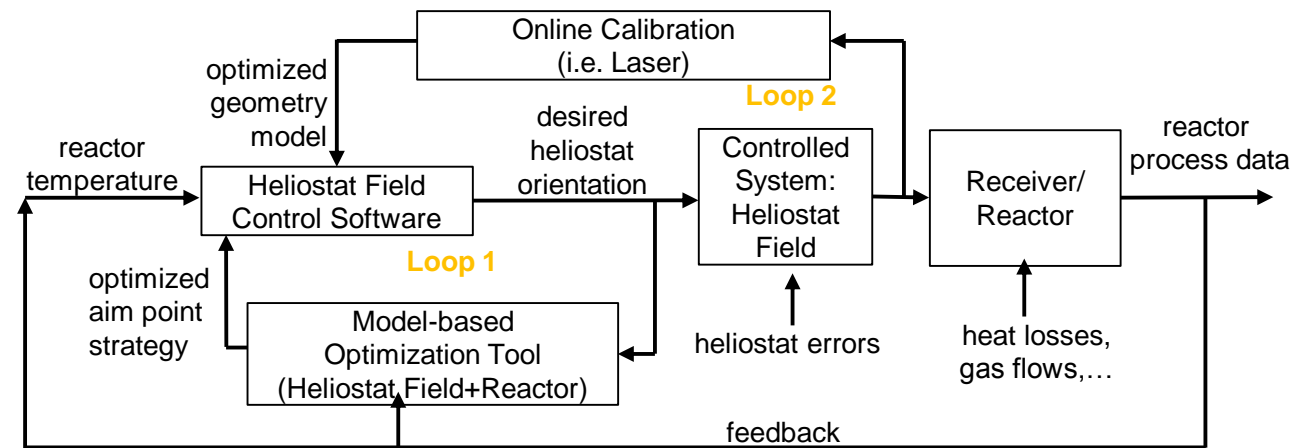 Online Calibration
(i.e. Laser)
Loop 2
optimized
geometry
model
desired
heliostat
orientation
reactor
temperature
Heliostat Field
Control Software
Controlled
System:
Heliostat
Field
Receiver/
Reactor
reactor
process data
Loop 1
optimized
aim point
strategy
Model-based
Optimization Tool
(Heliostat Field+Reactor)
heliostat errors
heat losses,
gas flows,…
feedback